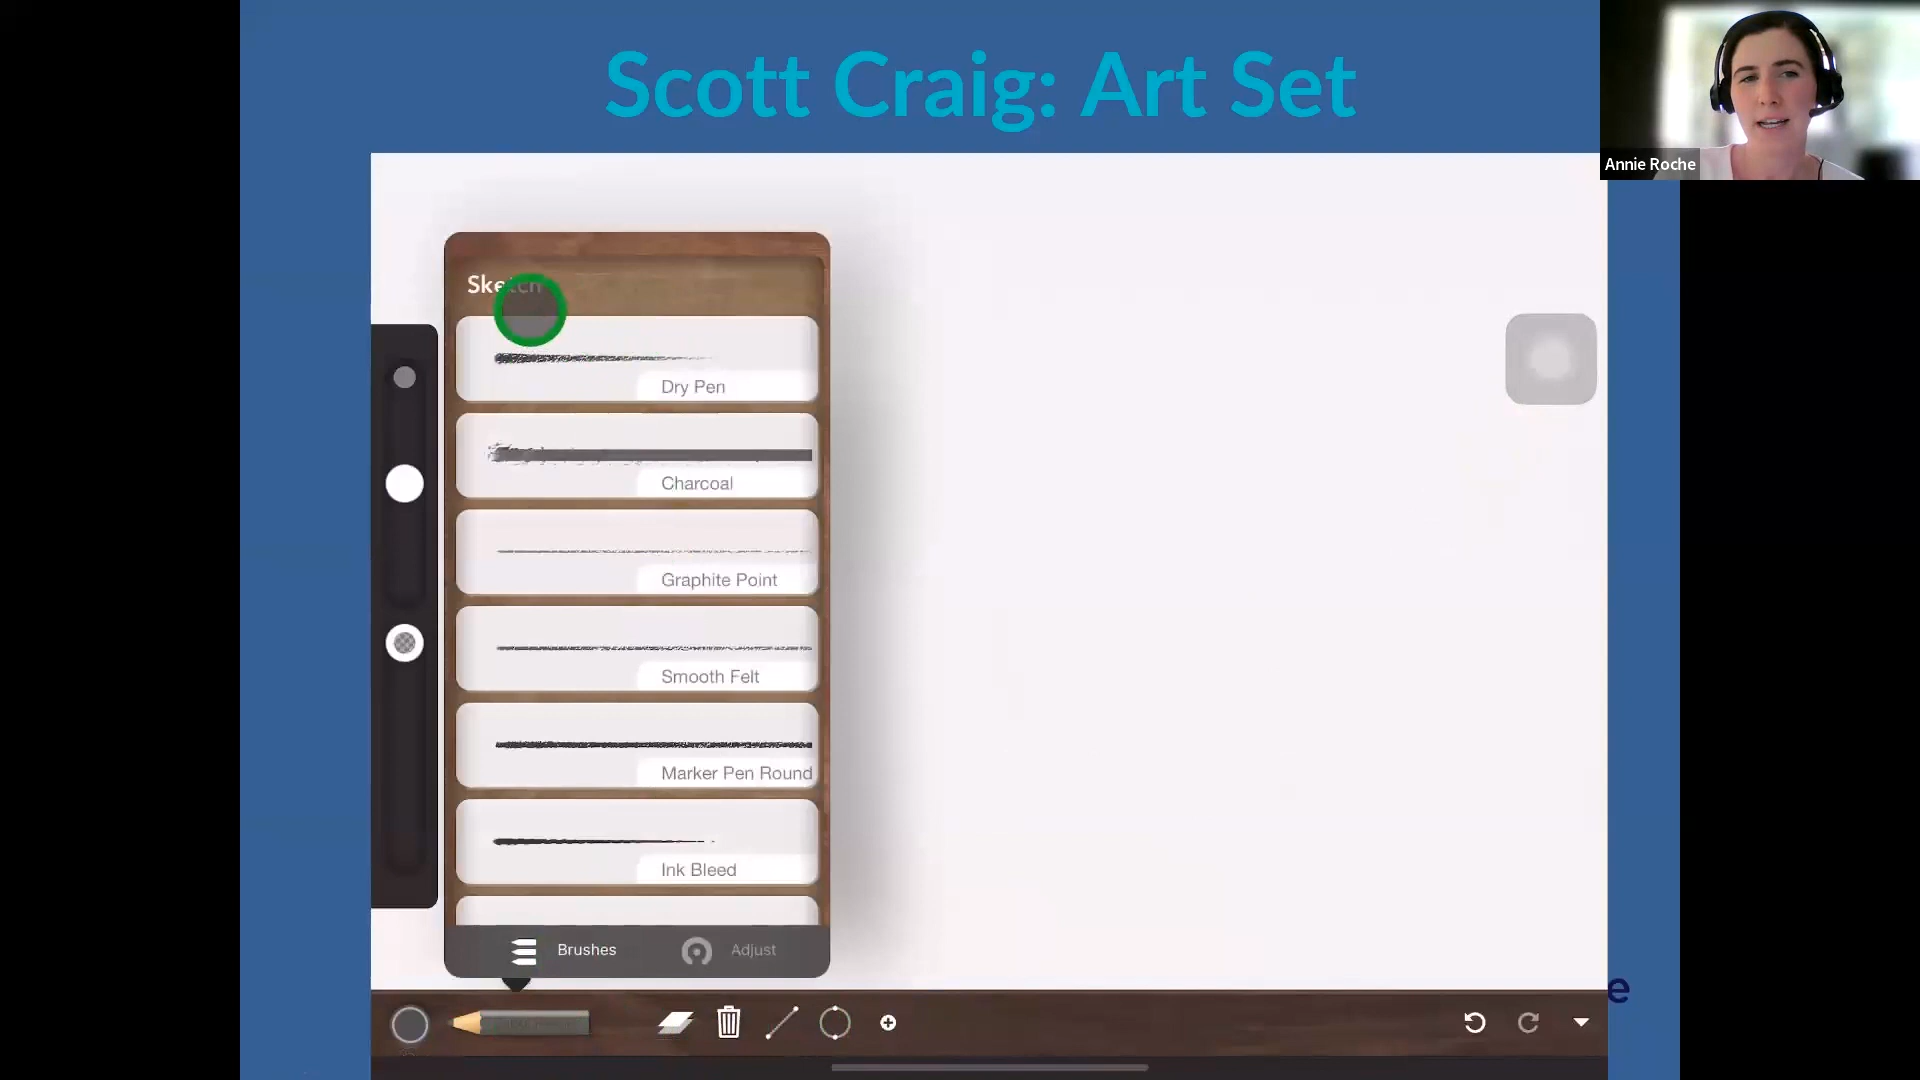 Scott Craig: Art Set
Annie Roche
Sketch
Dry Pen
Charcoal
Graphite Point
Smooth Felt
Marker Pen Round
Ink Bleed
Brushes
Adjust
e